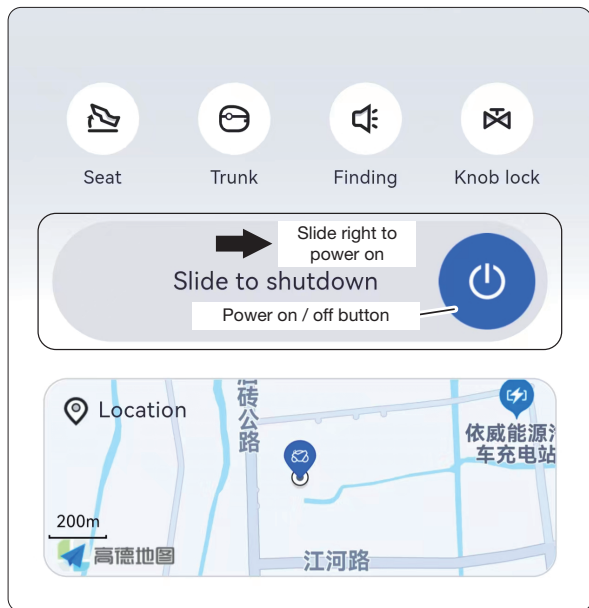 Seat
Trunk
Finding
Knob lock
Slide right to
power on
Slide to shutdown
Power on / off button
Location
砖公路
依威能源
车充电站
200m
高德地图
江河路